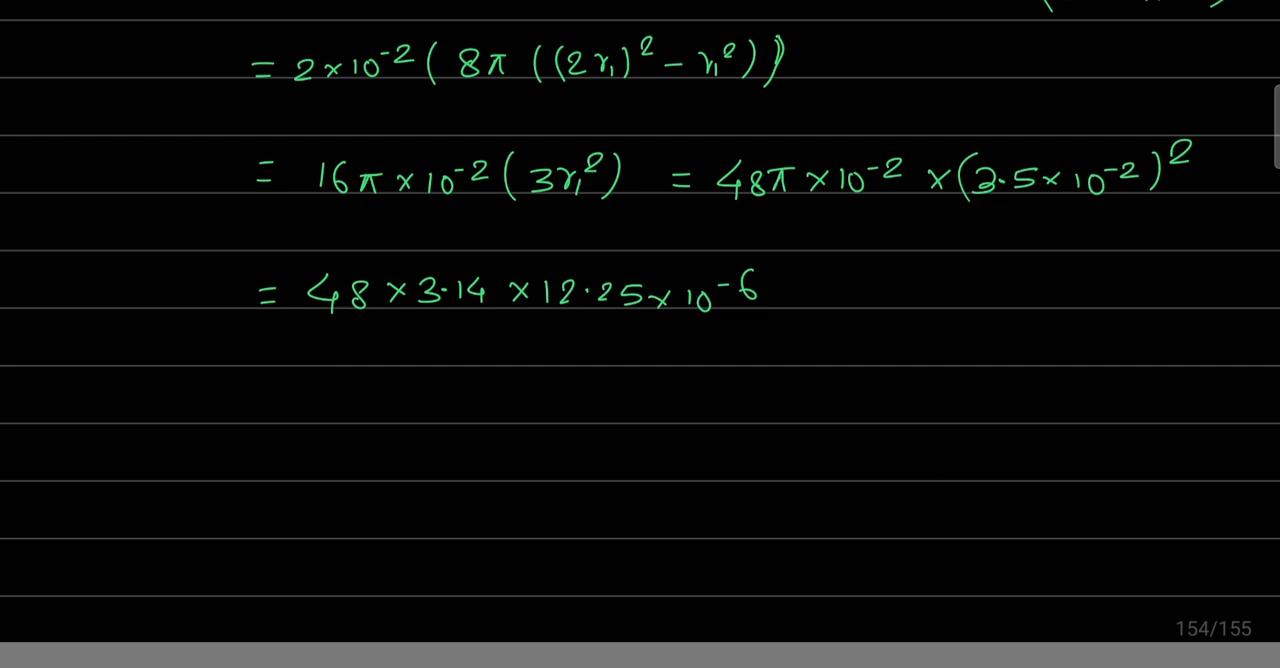 = 2 × 10⁻² ( 8π ( (2r₁)² − r₁² ) )
= 16π × 10⁻² ( 3r₁² ) = 48π × 10⁻² × (3.5 × 10⁻²)²
= 48 × 3.14 × 12.25 × 10⁻⁶
154/155